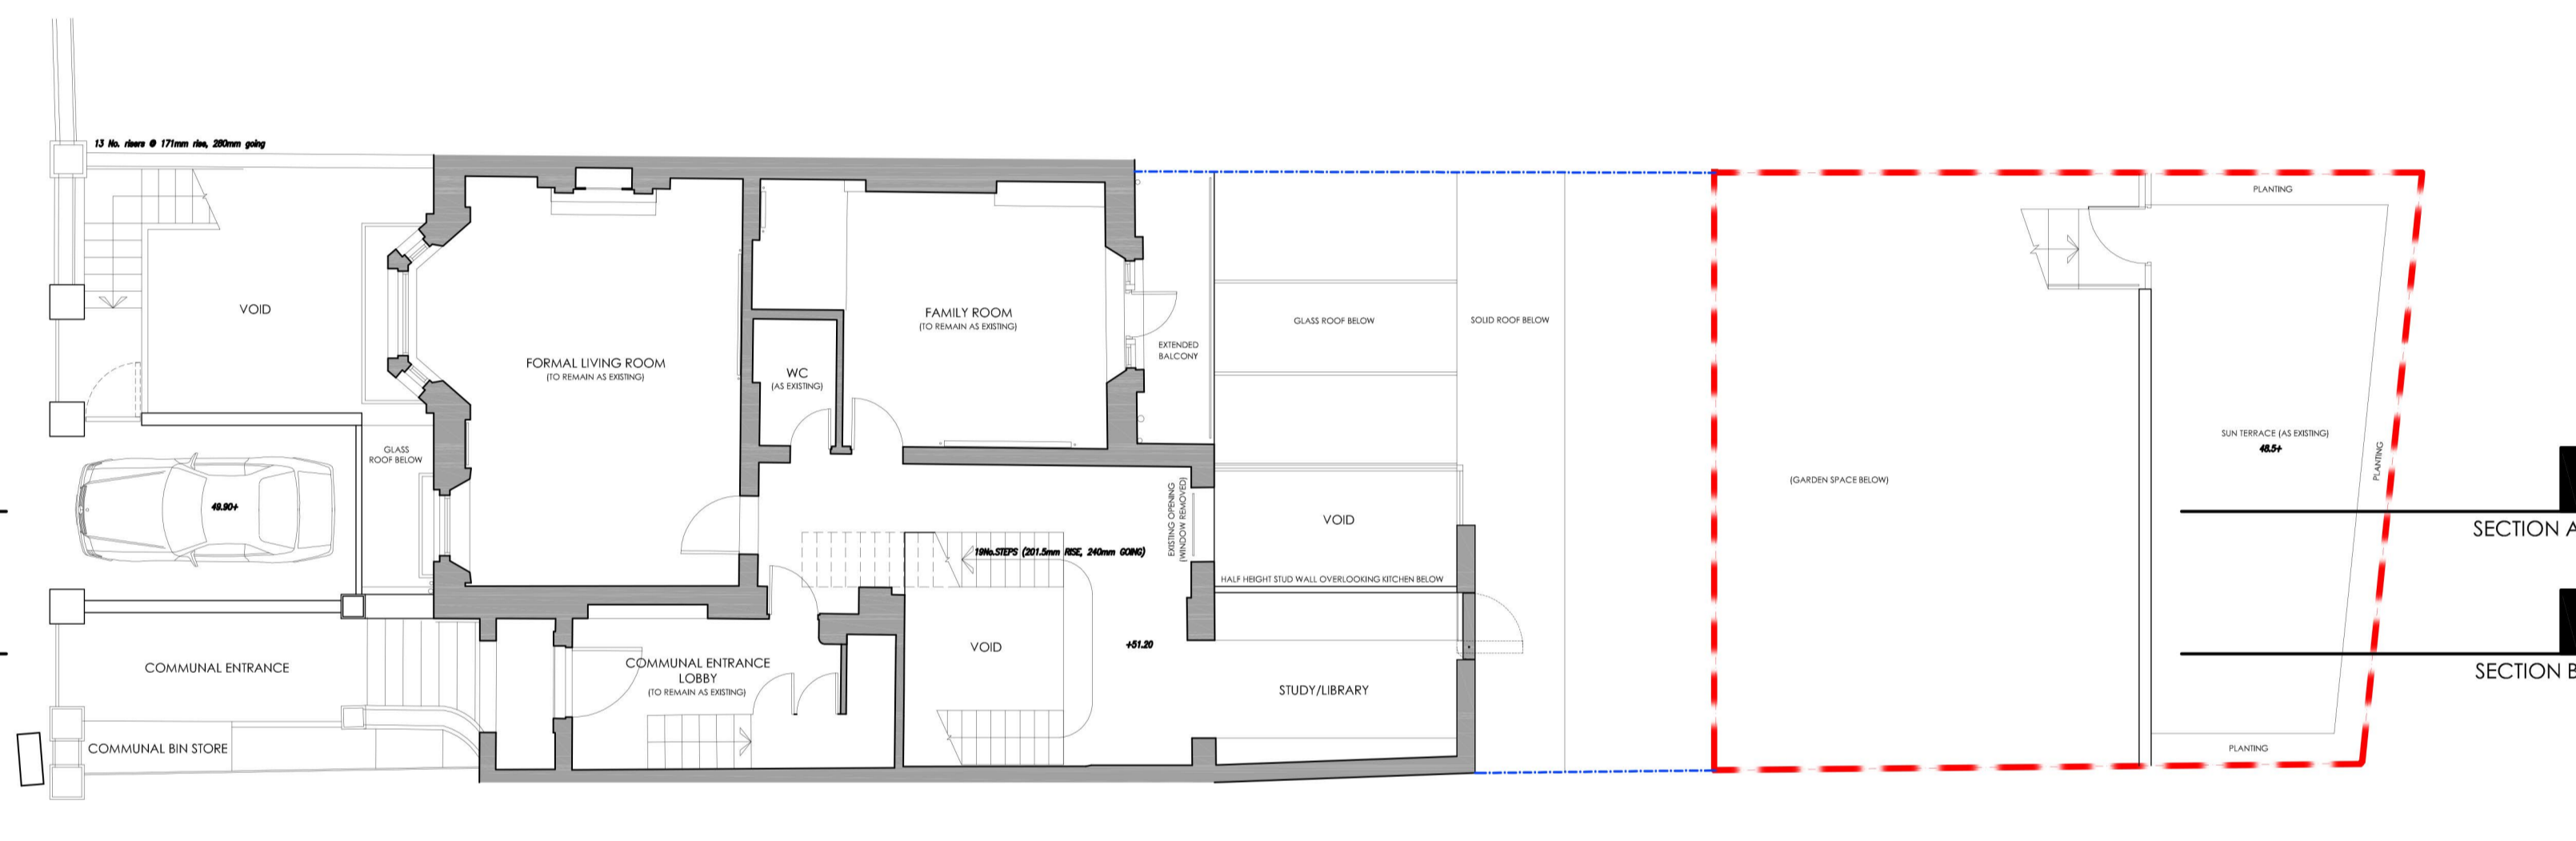 13 No. risers @ 171mm rise, 280mm going
VOID
FORMAL LIVING ROOM
(TO REMAIN AS EXISTING)
WC
(AS EXISTING)
FAMILY ROOM
(TO REMAIN AS EXISTING)
EXTENDED
BALCONY
GLASS ROOF BELOW
SOLID ROOF BELOW
PLANTING
SUN TERRACE (AS EXISTING)
48.5+
PLANTING
(GARDEN SPACE BELOW)
GLASS
ROOF BELOW
49.90+
19No.STEPS (201.5mm RISE, 240mm GOING)
EXISTING OPENING
(WINDOW REMOVED)
VOID
HALF HEIGHT STUD WALL OVERLOOKING KITCHEN BELOW
SECTION A
COMMUNAL ENTRANCE
COMMUNAL ENTRANCE
LOBBY
(TO REMAIN AS EXISTING)
VOID
+51.20
STUDY/LIBRARY
SECTION B
COMMUNAL BIN STORE
PLANTING